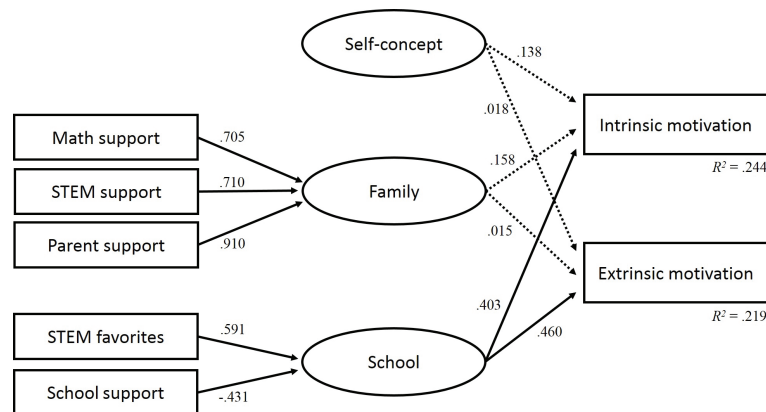 Self-concept
.138
.018
Intrinsic motivation
R² = .244
Math support
.705
STEM support
.710
Family
.158
Parent support
.910
.015
Extrinsic motivation
R² = .219
.403
.460
STEM favorites
.591
School
School support
-.431